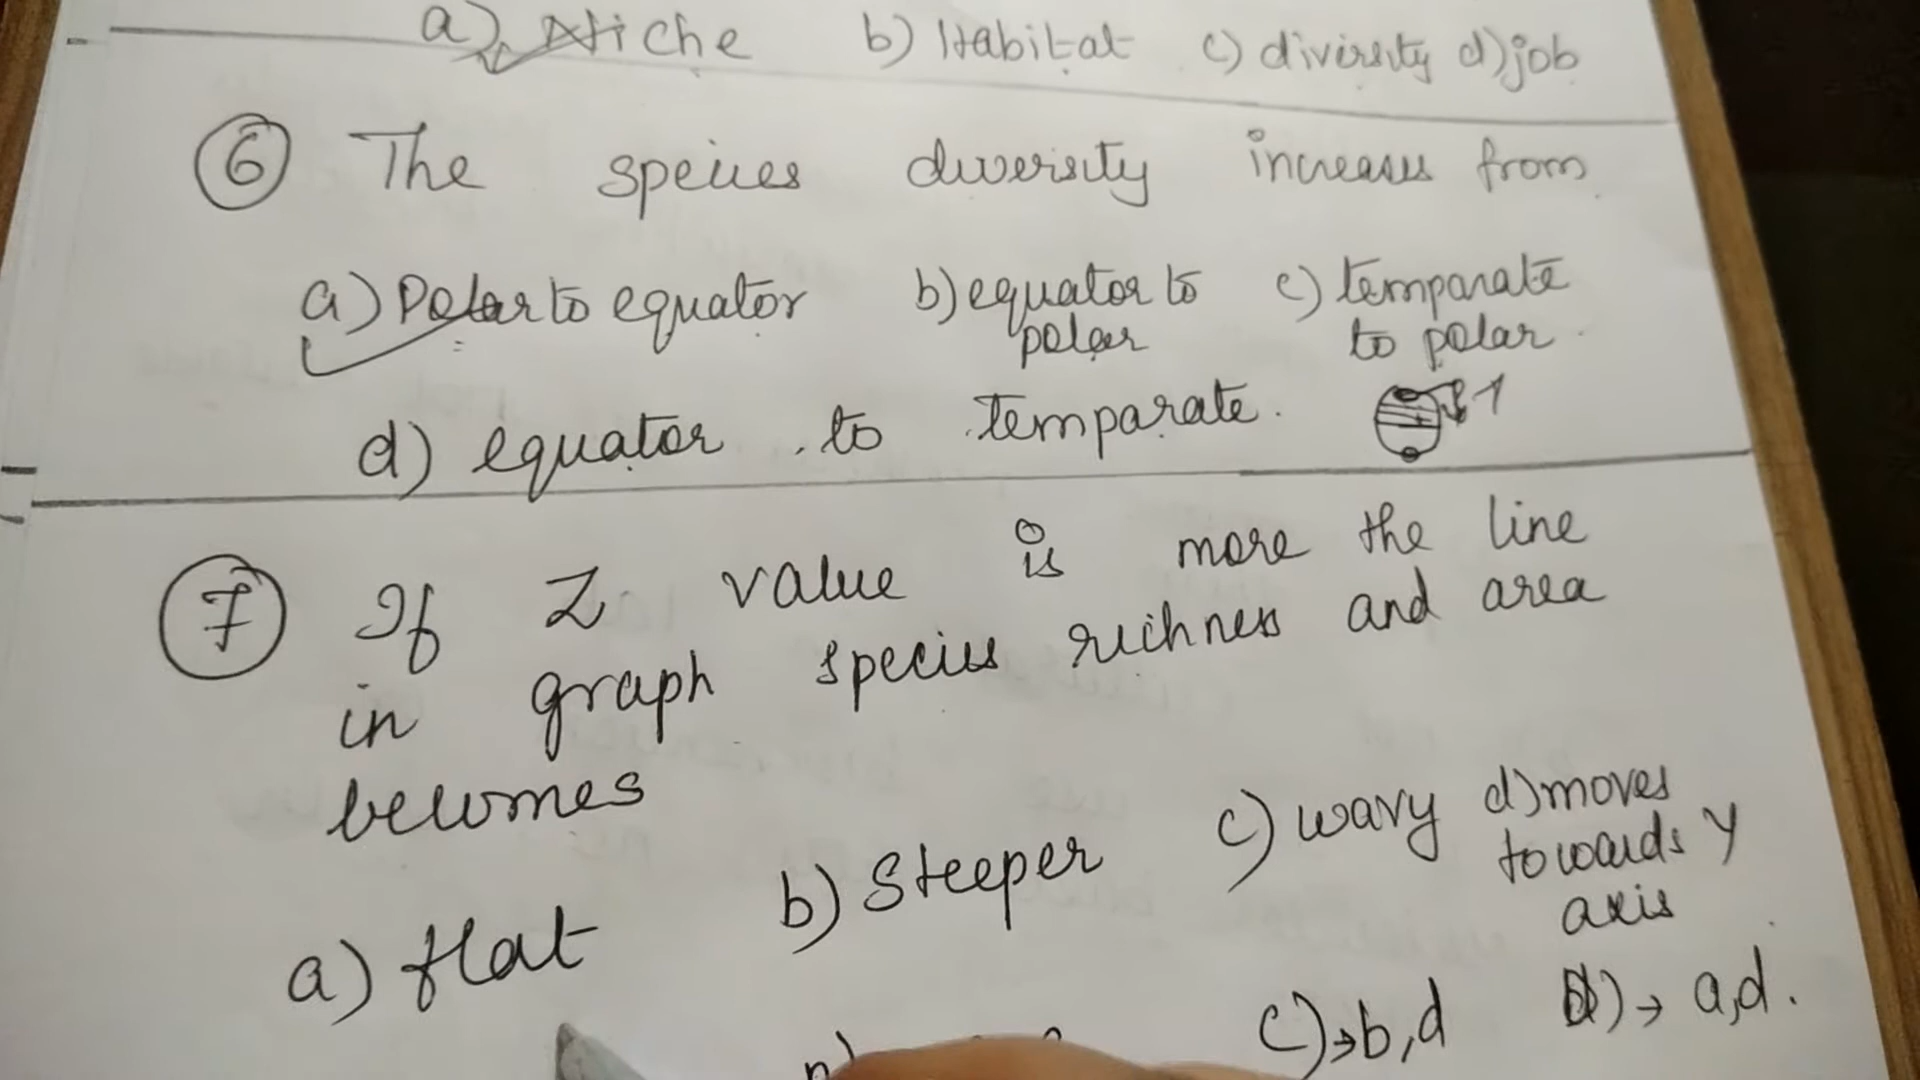 a) Niche b) Habitat c) diversity d) job
6 The speices diversity increases from
a) Polar to equator b) equator to polar c) temparate to polar
d) equator to temparate.
7 If Z value is more the line
in graph species richness and area
becomes
a) flat b) Steeper c) wavy d) moves towards y axis
C) → b,d D) → a,d.